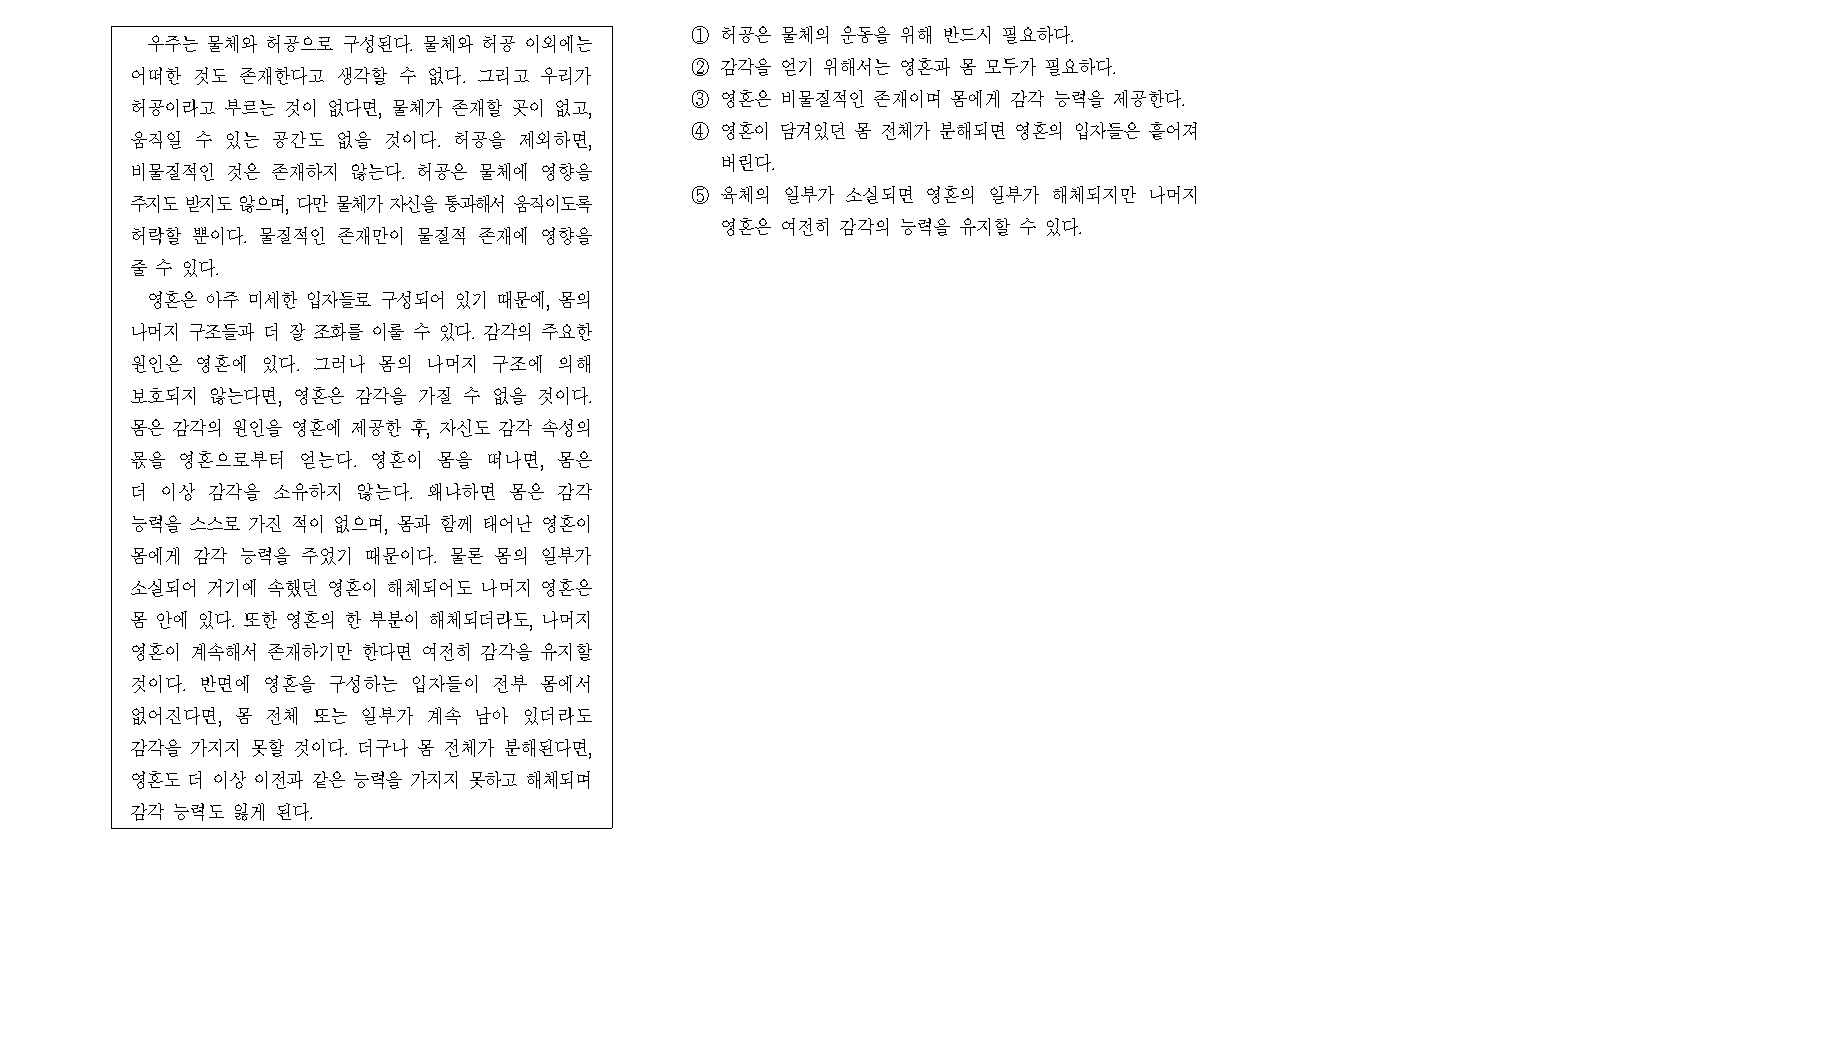 우주는 물체와 허공으로 구성된다. 물체와 허공 이외에는
어떠한 것도 존재한다고 생각할 수 없다. 그리고 우리가
허공이라고 부르는 것이 없다면, 물체가 존재할 곳이 없고,
움직일 수 있는 공간도 없을 것이다. 허공을 제외하면,
비물질적인 것은 존재하지 않는다. 허공은 물체에 영향을
주지도 받지도 않으며, 다만 물체가 자신을 통과해서 움직이도록
허락할 뿐이다. 물질적인 존재만이 물질적 존재에 영향을
줄 수 있다.
영혼은 아주 미세한 입자들로 구성되어 있기 때문에, 몸의
나머지 구조들과 더 잘 조화를 이룰 수 있다. 감각의 주요한
원인은 영혼에 있다. 그러나 몸의 나머지 구조에 의해
보호되지 않는다면, 영혼은 감각을 가질 수 없을 것이다.
몸은 감각의 원인을 영혼에 제공한 후, 자신도 감각 속성의
몫을 영혼으로부터 얻는다. 영혼이 몸을 떠나면, 몸은
더 이상 감각을 소유하지 않는다. 왜냐하면 몸은 감각
능력을 스스로 가진 적이 없으며, 몸과 함께 태어난 영혼이
몸에게 감각 능력을 주었기 때문이다. 물론 몸의 일부가
소실되어 거기에 속했던 영혼이 해체되어도 나머지 영혼은
몸 안에 있다. 또한 영혼의 한 부분이 해체되더라도, 나머지
영혼이 계속해서 존재하기만 한다면 여전히 감각을 유지할
것이다. 반면에 영혼을 구성하는 입자들이 전부 몸에서
없어진다면, 몸 전체 또는 일부가 계속 남아 있더라도
감각을 가지지 못할 것이다. 더구나 몸 전체가 분해된다면,
영혼도 더 이상 이전과 같은 능력을 가지지 못하고 해체되며
감각 능력도 잃게 된다.
① 허공은 물체의 운동을 위해 반드시 필요하다.
② 감각을 얻기 위해서는 영혼과 몸 모두가 필요하다.
③ 영혼은 비물질적인 존재이며 몸에게 감각 능력을 제공한다.
④ 영혼이 담겨있던 몸 전체가 분해되면 영혼의 입자들은 흩어져
버린다.
⑤ 육체의 일부가 소실되면 영혼의 일부가 해체되지만 나머지
영혼은 여전히 감각의 능력을 유지할 수 있다.